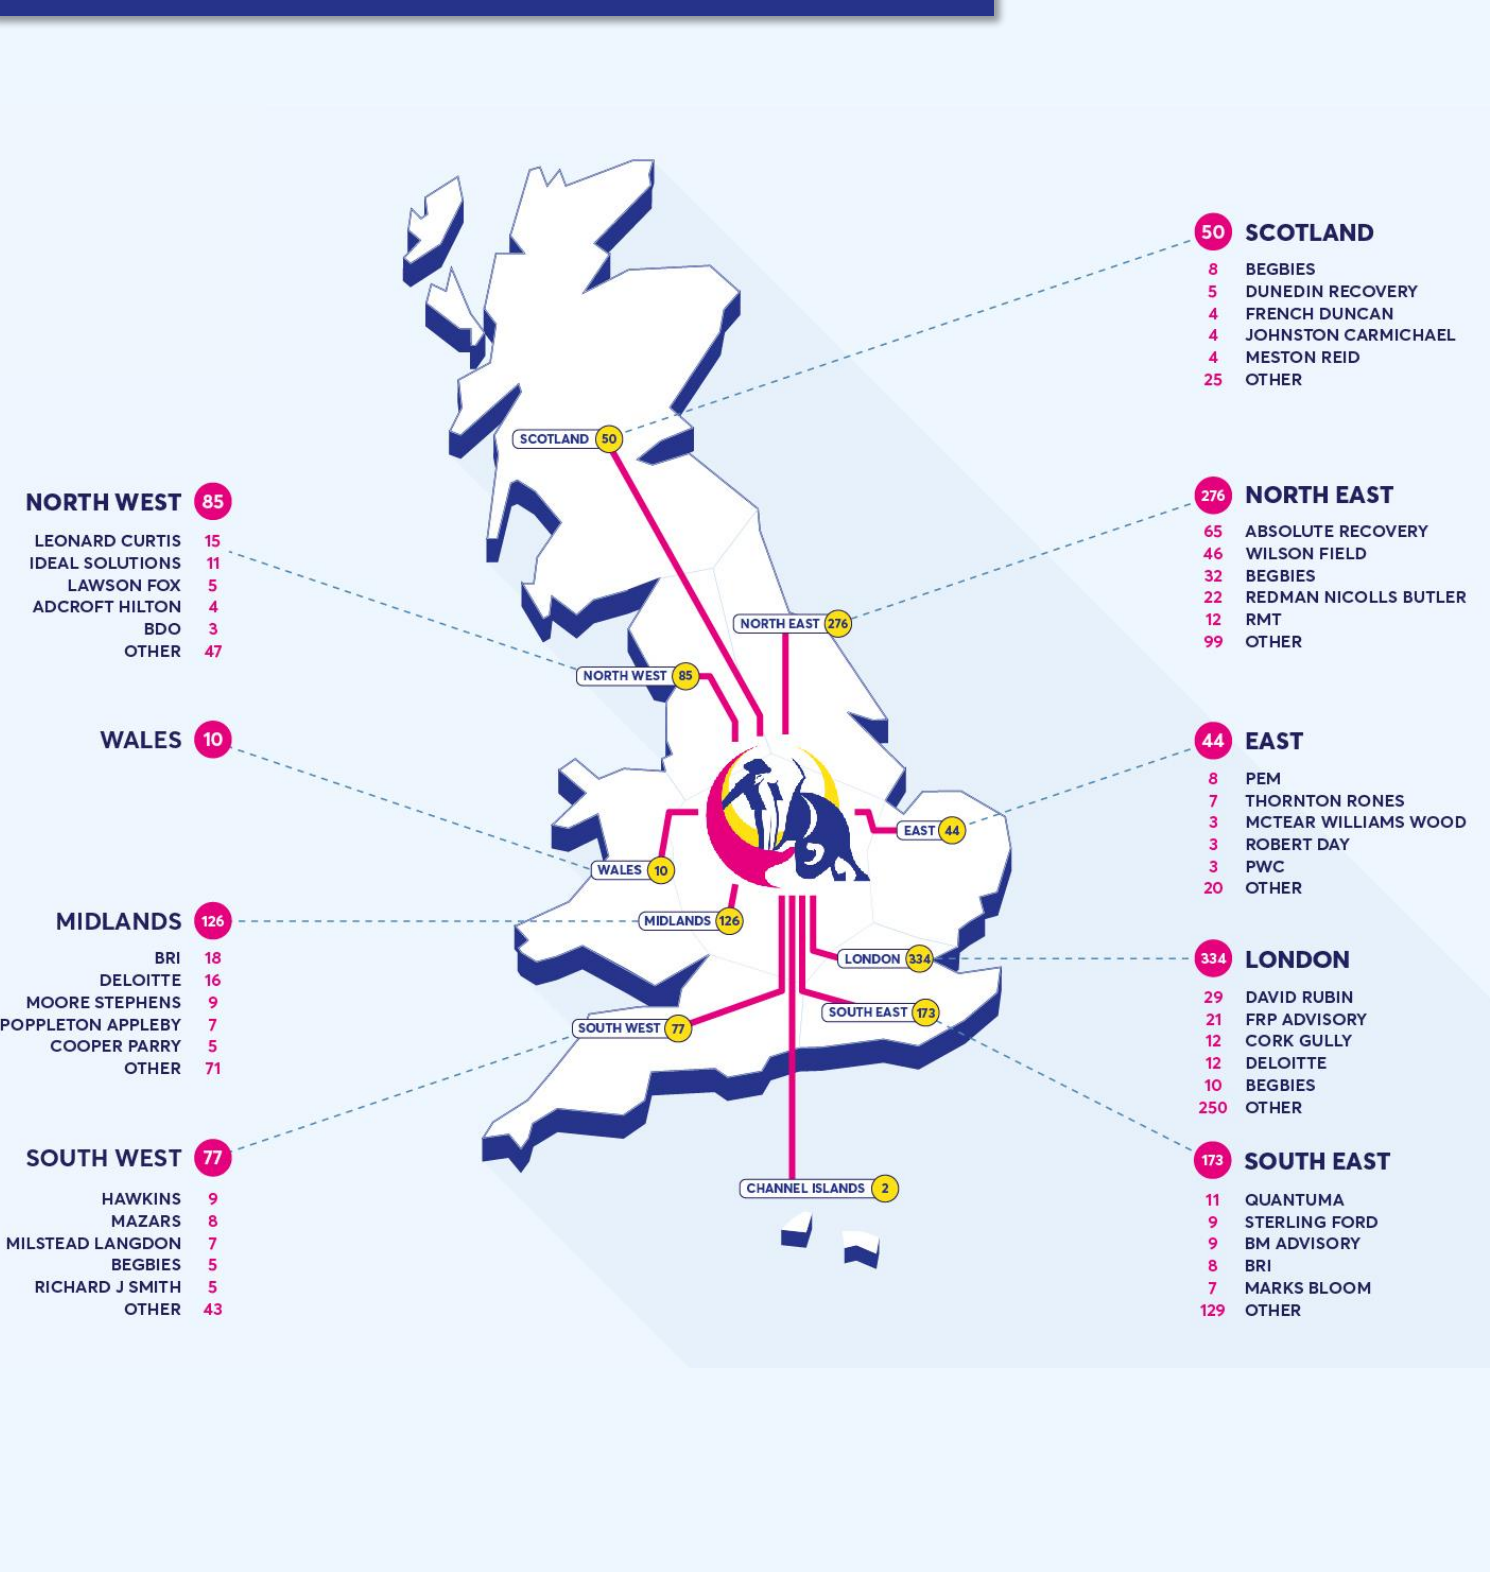 50 SCOTLAND
8 BEGBIES
5 DUNEDIN RECOVERY
4 FRENCH DUNCAN
4 JOHNSTON CARMICHAEL
4 MESTON REID
25 OTHER
SCOTLAND 50
NORTH WEST 85
LEONARD CURTIS 15
IDEAL SOLUTIONS 11
LAWSON FOX 5
ADCROFT HILTON 4
BDO 3
OTHER 47
276 NORTH EAST
65 ABSOLUTE RECOVERY
46 WILSON FIELD
32 BEGBIES
22 REDMAN NICOLLS BUTLER
12 RMT
99 OTHER
NORTH EAST 276
NORTH WEST 85
WALES 10
44 EAST
8 PEM
7 THORNTON RONES
3 MCTEAR WILLIAMS WOOD
3 ROBERT DAY
3 PWC
20 OTHER
EAST 44
WALES 10
MIDLANDS 126
BRI 18
DELOITTE 16
MOORE STEPHENS 9
POPPLETON APPLEBY 7
COOPER PARRY 5
OTHER 71
MIDLANDS 126
LONDON 334
334 LONDON
29 DAVID RUBIN
21 FRP ADVISORY
12 CORK GULLY
12 DELOITTE
10 BEGBIES
250 OTHER
SOUTH EAST 173
SOUTH WEST 77
SOUTH WEST 77
HAWKINS 9
MAZARS 8
MILSTEAD LANGDON 7
BEGBIES 5
RICHARD J SMITH 5
OTHER 43
173 SOUTH EAST
11 QUANTUMA
9 STERLING FORD
9 BM ADVISORY
8 BRI
7 MARKS BLOOM
129 OTHER
CHANNEL ISLANDS 2